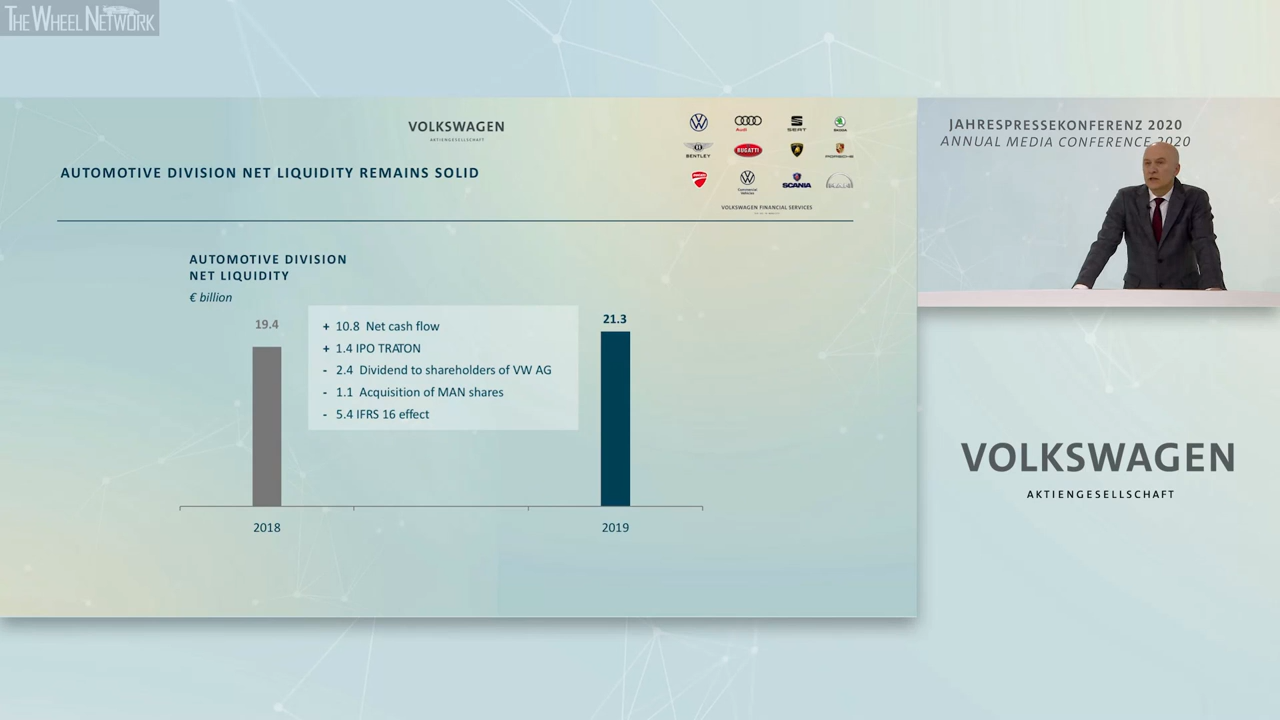 THE WHEEL NETWORK
VOLKSWAGEN
AKTIENGESELLSCHAFT
AUTOMOTIVE DIVISION NET LIQUIDITY REMAINS SOLID
Audi
SEAT
ŠKODA
BENTLEY
BUGATTI
PORSCHE
DUCATI
Commercial
Vehicles
SCANIA
MAN
VOLKSWAGEN FINANCIAL SERVICES
AUTOMOTIVE DIVISION
NET LIQUIDITY
€ billion
19.4
+ 10.8 Net cash flow
+ 1.4 IPO TRATON
- 2.4 Dividend to shareholders of VW AG
- 1.1 Acquisition of MAN shares
- 5.4 IFRS 16 effect
21.3
2018
2019
JAHRESPRESSEKONFERENZ 2020
ANNUAL MEDIA CONFERENCE 2020
VOLKSWAGEN
AKTIENGESELLSCHAFT